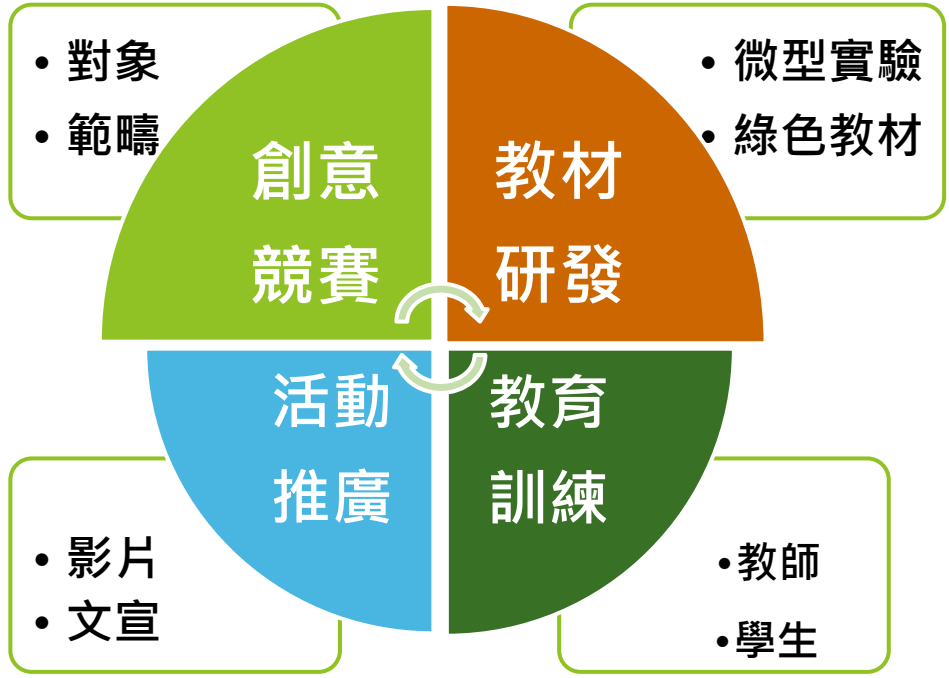 • 對象
• 範疇
創意
競賽
• 微型實驗
• 綠色教材
教材
研發
活動
推廣
• 影片
• 文宣
教育
訓練
•教師
•學生